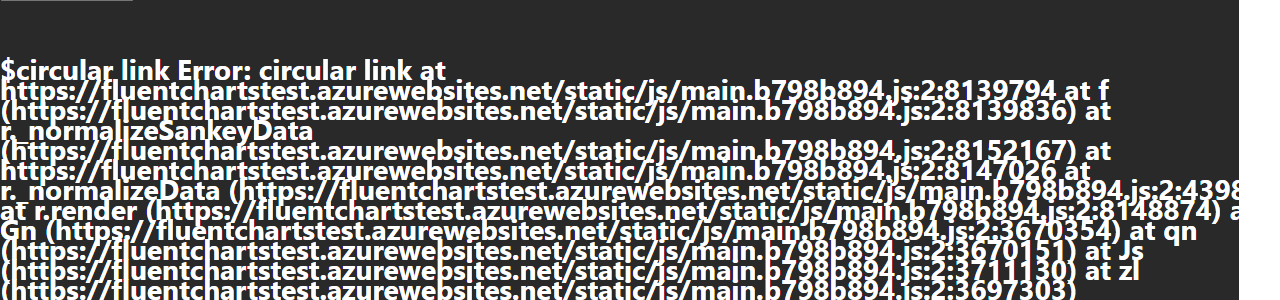 $circular link Error: circular link at
https://fluentchartstest.azurewebsites.net/static/js/main.b798b894.js:2:8139794 at f
(https://fluentchartstest.azurewebsites.net/static/js/main.b798b894.js:2:8139836) at
r._normalizeSankeyData
(https://fluentchartstest.azurewebsites.net/static/js/main.b798b894.js:2:8152167) at
https://fluentchartstest.azurewebsites.net/static/js/main.b798b894.js:2:8147026 at
r._normalizeData (https://fluentchartstest.azurewebsites.net/static/js/main.b798b894.js:2:4398
at r.render (https://fluentchartstest.azurewebsites.net/static/js/main.b798b894.js:2:8148874) a
Gn (https://fluentchartstest.azurewebsites.net/static/js/main.b798b894.js:2:3670354) at qn
(https://fluentchartstest.azurewebsites.net/static/js/main.b798b894.js:2:3670151) at Js
(https://fluentchartstest.azurewebsites.net/static/js/main.b798b894.js:2:3711130) at zl
(https://fluentchartstest.azurewebsites.net/static/js/main.b798b894.js:2:3697303)